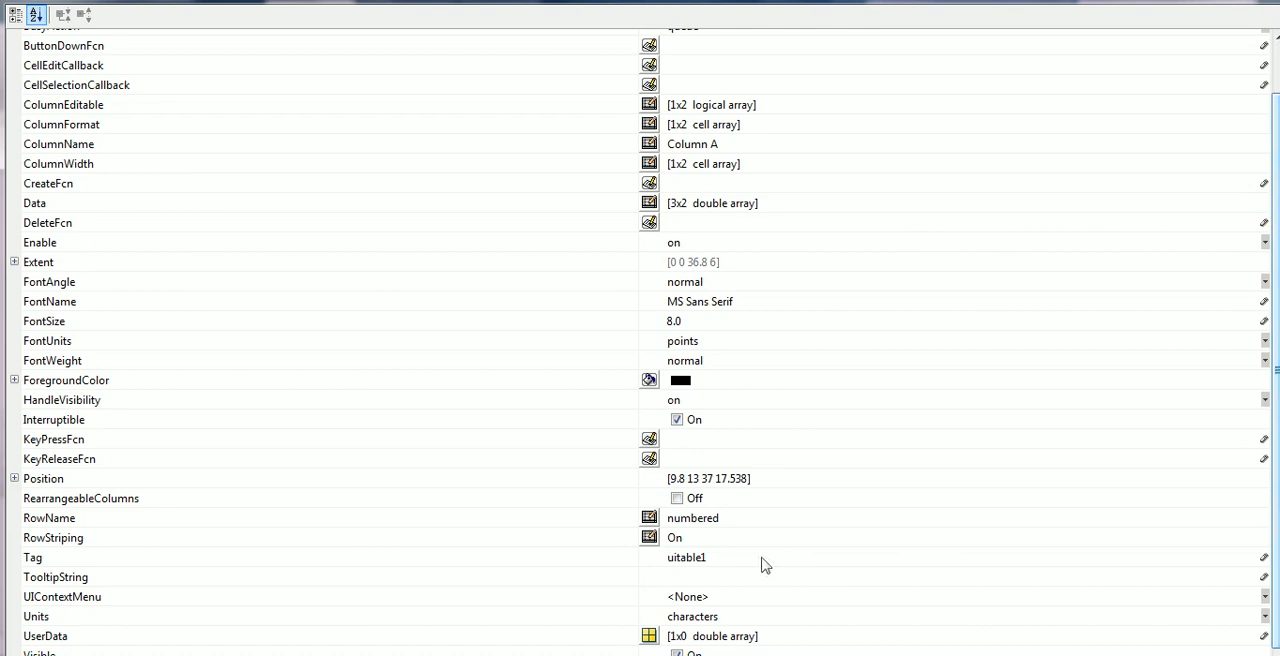 ButtonDownFcn
CellEditCallback
CellSelectionCallback
ColumnEditable [1x2 logical array]
ColumnFormat [1x2 cell array]
ColumnName Column A
ColumnWidth [1x2 cell array]
CreateFcn
Data [3x2 double array]
DeleteFcn
Enable on
Extent [0 0 36.8 6]
FontAngle normal
FontName MS Sans Serif
FontSize 8.0
FontUnits points
FontWeight normal
ForegroundColor
HandleVisibility on
Interruptible On
KeyPressFcn
KeyReleaseFcn
Position [9.8 13 37 17.538]
RearrangeableColumns Off
RowName numbered
RowStriping On
Tag uitable1
TooltipString
UIContextMenu <None>
Units characters
UserData [1x0 double array]
Visible On